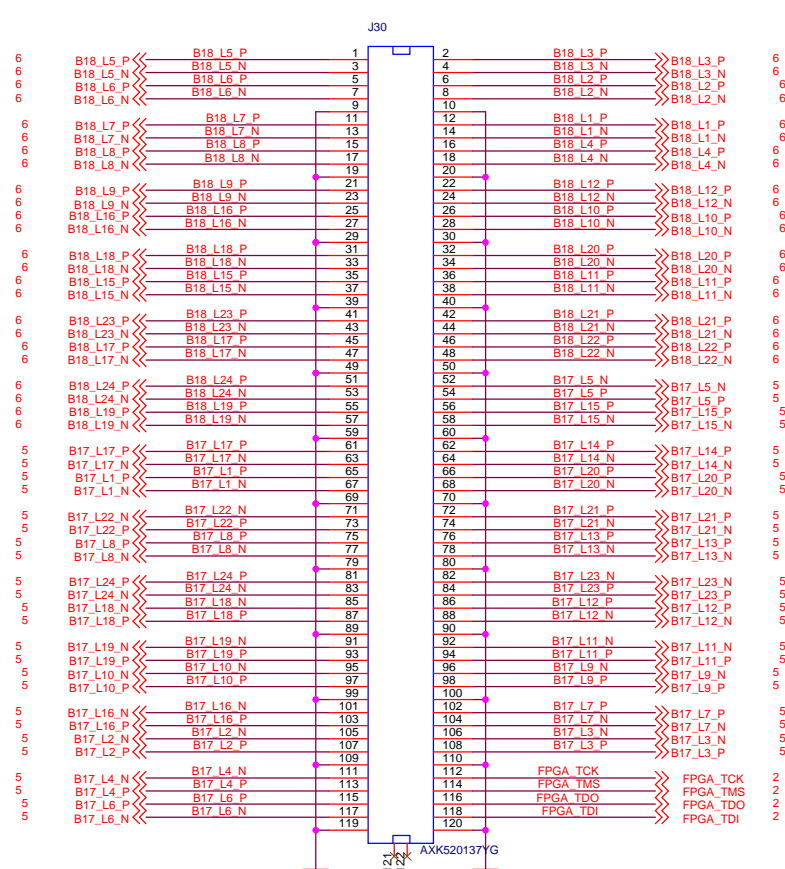 J30
6 B18_L5_P B18_L5_P 1 2 B18_L3_P B18_L3_P 6
6 B18_L5_N B18_L5_N 3 4 B18_L3_N B18_L3_N 6
6 B18_L6_P B18_L6_P 5 6 B18_L2_P B18_L2_P 6
6 B18_L6_N B18_L6_N 7 8 B18_L2_N B18_L2_N 6
9 10
6 B18_L7_P B18_L7_P 11 12 B18_L1_P B18_L1_P 6
6 B18_L7_N B18_L7_N 13 14 B18_L1_N B18_L1_N 6
6 B18_L8_P B18_L8_P 15 16 B18_L4_P B18_L4_P 6
6 B18_L8_N B18_L8_N 17 18 B18_L4_N B18_L4_N 6
19 20
6 B18_L9_P B18_L9_P 21 22 B18_L12_P B18_L12_P 6
6 B18_L9_N B18_L9_N 23 24 B18_L12_N B18_L12_N 6
6 B18_L16_P B18_L16_P 25 26 B18_L10_P B18_L10_P 6
6 B18_L16_N B18_L16_N 27 28 B18_L10_N B18_L10_N 6
29 30
6 B18_L18_P B18_L18_P 31 32 B18_L20_P B18_L20_P 6
6 B18_L18_N B18_L18_N 33 34 B18_L20_N B18_L20_N 6
6 B18_L15_P B18_L15_P 35 36 B18_L11_P B18_L11_P 6
6 B18_L15_N B18_L15_N 37 38 B18_L11_N B18_L11_N 6
39 40
6 B18_L23_P B18_L23_P 41 42 B18_L21_P B18_L21_P 6
6 B18_L23_N B18_L23_N 43 44 B18_L21_N B18_L21_N 6
6 B18_L17_P B18_L17_P 45 46 B18_L22_P B18_L22_P 6
6 B18_L17_N B18_L17_N 47 48 B18_L22_N B18_L22_N 6
49 50
6 B18_L24_P B18_L24_P 51 52 B17_L5_N B17_L5_N 5
6 B18_L24_N B18_L24_N 53 54 B17_L5_P B17_L5_P 5
6 B18_L19_P B18_L19_P 55 56 B17_L15_P B17_L15_P 5
6 B18_L19_N B18_L19_N 57 58 B17_L15_N B17_L15_N 5
59 60
5 B17_L17_P B17_L17_P 61 62 B17_L14_P B17_L14_P 5
5 B17_L17_N B17_L17_N 63 64 B17_L14_N B17_L14_N 5
5 B17_L1_P B17_L1_P 65 66 B17_L20_P B17_L20_P 5
5 B17_L1_N B17_L1_N 67 68 B17_L20_N B17_L20_N 5
69 70
5 B17_L22_N B17_L22_N 71 72 B17_L21_P B17_L21_P 5
5 B17_L22_P B17_L22_P 73 74 B17_L21_N B17_L21_N 5
5 B17_L8_P B17_L8_P 75 76 B17_L13_P B17_L13_P 5
5 B17_L8_N B17_L8_N 77 78 B17_L13_N B17_L13_N 5
79 80
5 B17_L24_P B17_L24_P 81 82 B17_L23_N B17_L23_N 5
5 B17_L24_N B17_L24_N 83 84 B17_L23_P B17_L23_P 5
5 B17_L18_N B17_L18_N 85 86 B17_L12_P B17_L12_P 5
5 B17_L18_P B17_L18_P 87 88 B17_L12_N B17_L12_N 5
89 90
5 B17_L19_N B17_L19_N 91 92 B17_L11_N B17_L11_N 5
5 B17_L19_P B17_L19_P 93 94 B17_L11_P B17_L11_P 5
5 B17_L10_N B17_L10_N 95 96 B17_L9_N B17_L9_N 5
5 B17_L10_P B17_L10_P 97 98 B17_L9_P B17_L9_P 5
99 100
5 B17_L16_N B17_L16_N 101 102 B17_L7_P B17_L7_P 5
5 B17_L16_P B17_L16_P 103 104 B17_L7_N B17_L7_N 5
5 B17_L2_N B17_L2_N 105 106 B17_L3_N B17_L3_N 5
5 B17_L2_P B17_L2_P 107 108 B17_L3_P B17_L3_P 5
109 110
5 B17_L4_N B17_L4_N 111 112 FPGA_TCK FPGA_TCK 2
5 B17_L4_P B17_L4_P 113 114 FPGA_TMS FPGA_TMS 2
5 B17_L6_P B17_L6_P 115 116 FPGA_TDO FPGA_TDO 2
5 B17_L6_N B17_L6_N 117 118 FPGA_TDI FPGA_TDI 2
119 120
AXK520137YG